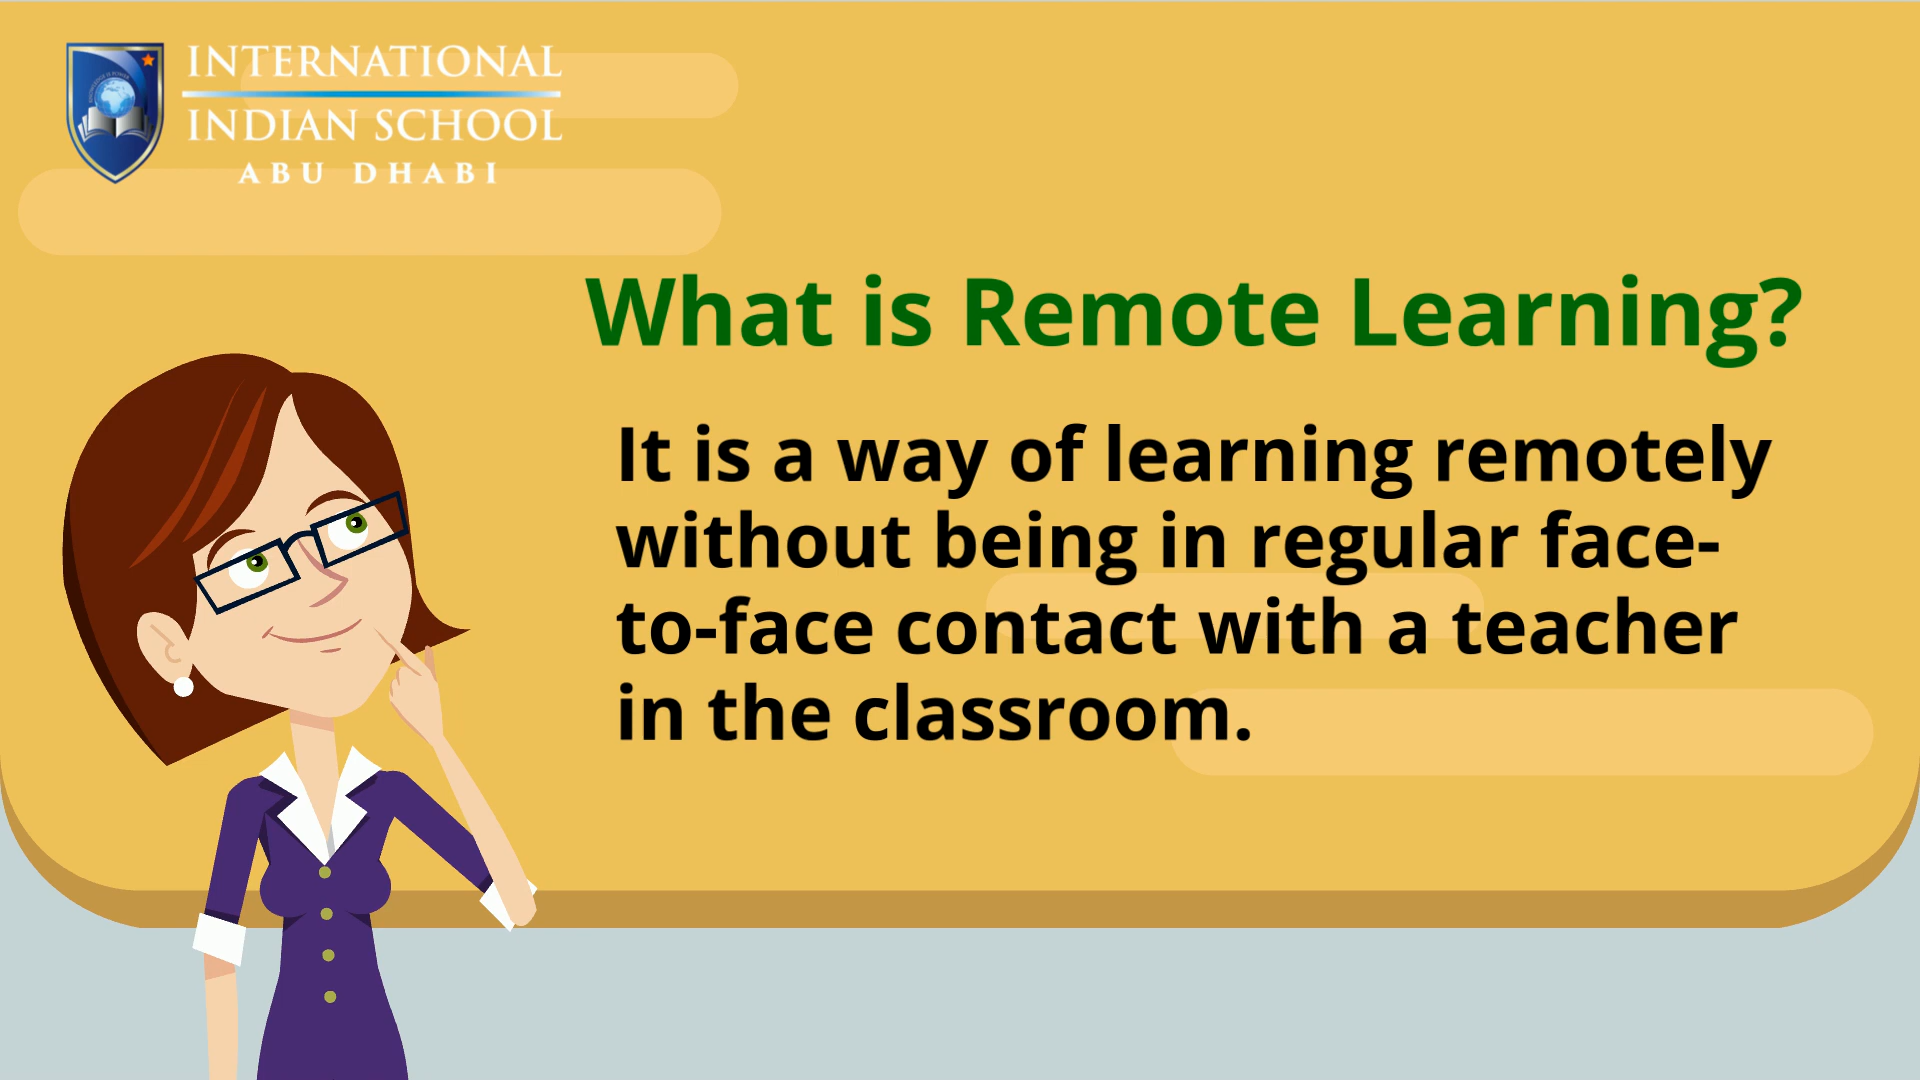 INTERNATIONAL
INDIAN SCHOOL
ABU DHABI
What is Remote Learning?
It is a way of learning remotely
without being in regular face-
to-face contact with a teacher
in the classroom.